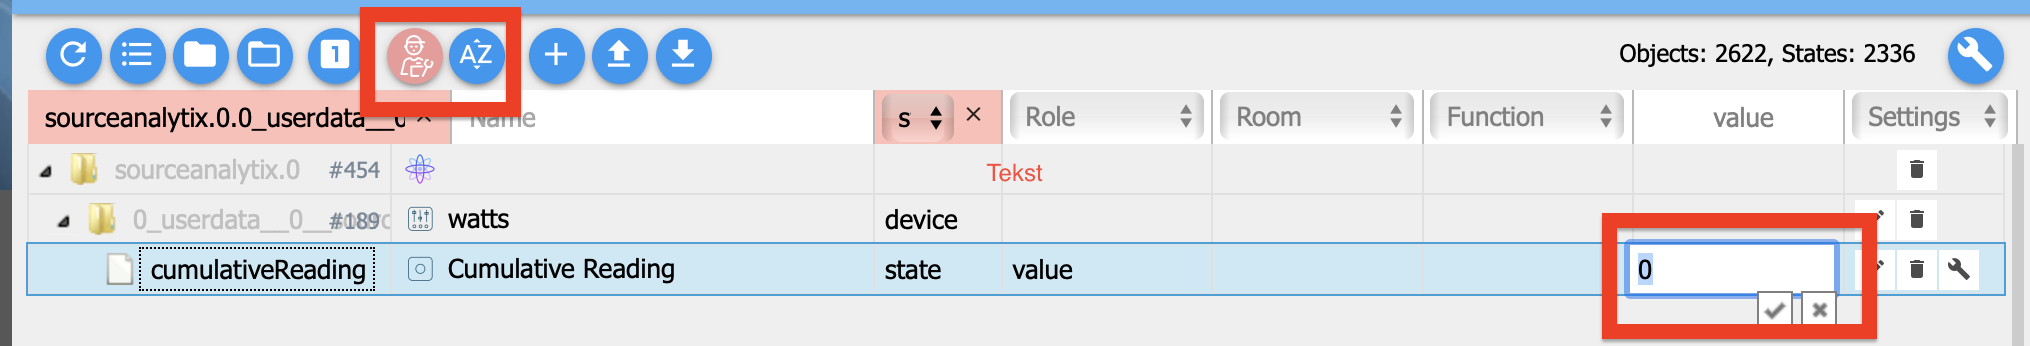 1 AZ Objects: 2622, States: 2336
sourceanalytix.0.0_userdata__0 × Name s × Role Room Function value Settings
sourceanalytix.0 #454 Tekst
0_userdata__0__ #189 watts device
cumulativeReading Cumulative Reading state value 0